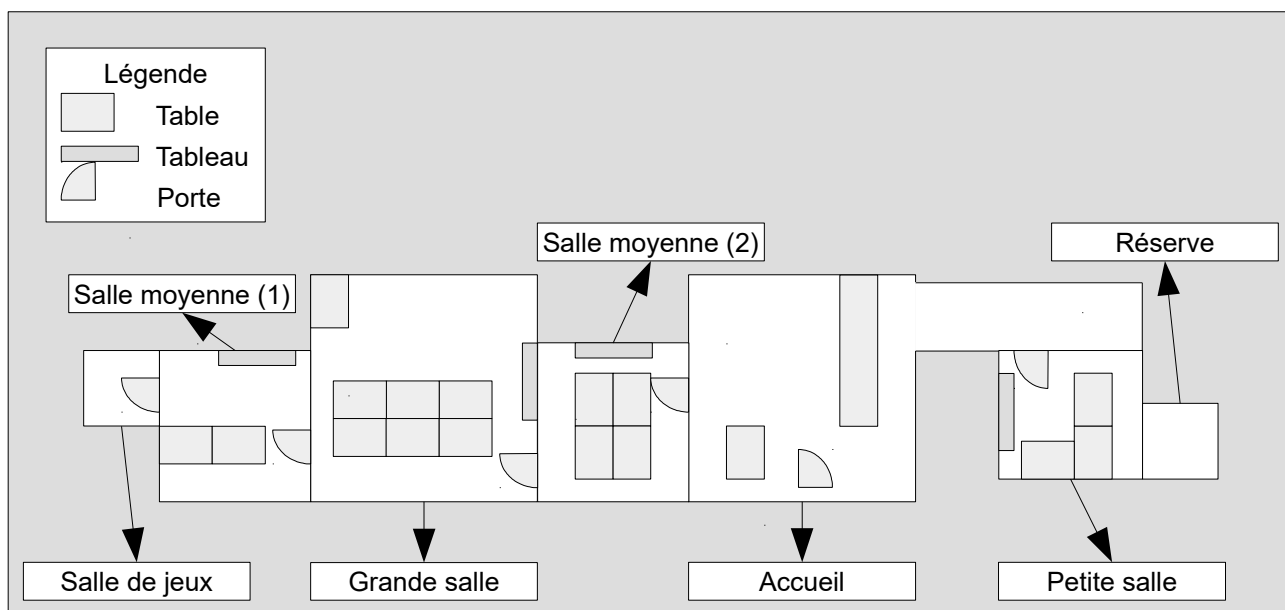 Légende
Table
Tableau
Porte
Salle moyenne (2)
Réserve
Salle moyenne (1)
Salle de jeux
Grande salle
Accueil
Petite salle